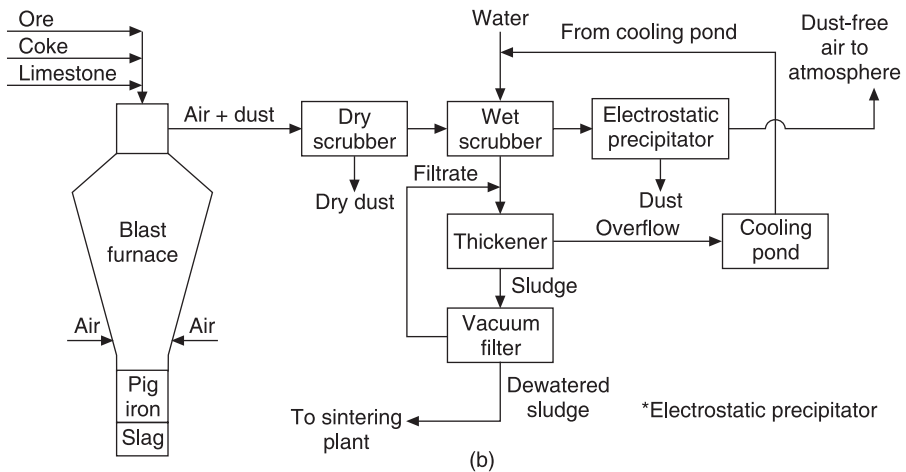 Ore
Coke
Limestone
Air + dust
Dry
scrubber
Dry dust
Water
From cooling pond
Wet
scrubber
Electrostatic
precipitator
Dust-free
air to
atmosphere
Dust
Filtrate
Thickener
Overflow
Cooling
pond
Sludge
Vacuum
filter
Dewatered
sludge
To sintering
plant
Blast
furnace
Air
Air
Pig
iron
Slag
*Electrostatic precipitator
(b)